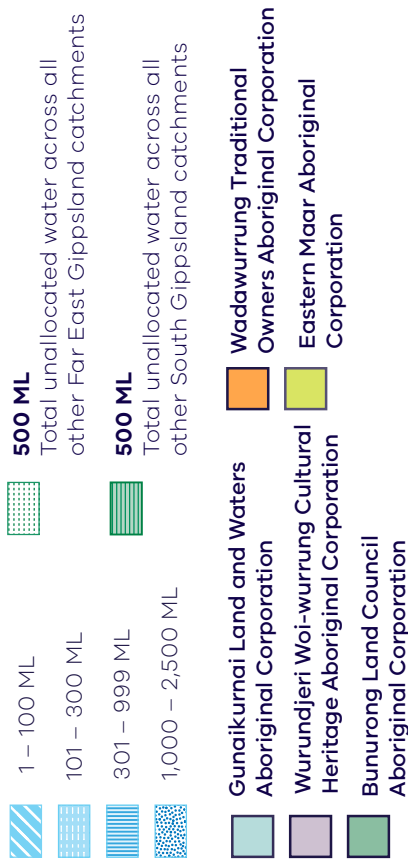 1 – 100 ML
101 – 300 ML
301 – 999 ML
1,000 – 2,500 ML
500 ML
Total unallocated water across all
other Far East Gippsland catchments
500 ML
Total unallocated water across all
other South Gippsland catchments
Gunaikurnai Land and Waters
Aboriginal Corporation
Wurundjeri Woi-wurrung Cultural
Heritage Aboriginal Corporation
Bunurong Land Council
Aboriginal Corporation
Wadawurrung Traditional
Owners Aboriginal Corporation
Eastern Maar Aboriginal
Corporation